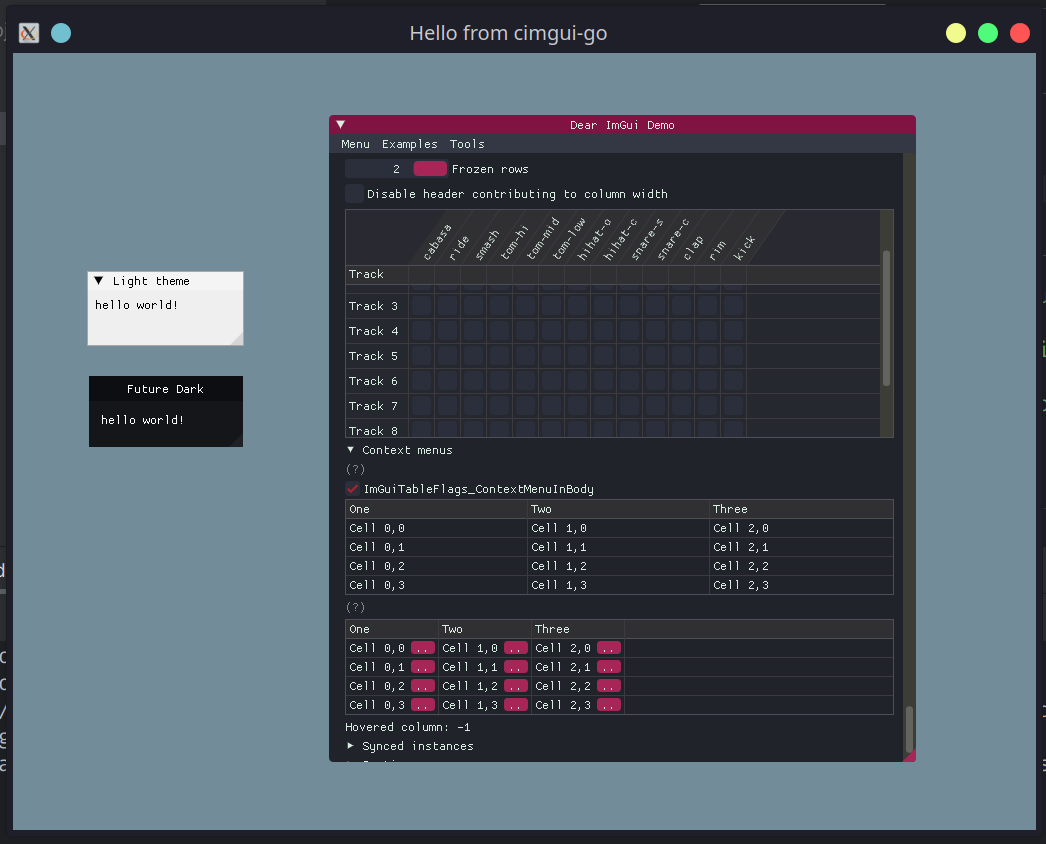 Hello from cimgui-go
Dear ImGui Demo
Menu Examples Tools
2 Frozen rows
Disable header contributing to column width
cabasa ride smash tom-hi tom-mid tom-low hihat-o hihat-c snare-s snare-c clap rim kick
Track
Track 3
Track 4
Track 5
Track 6
Track 7
Track 8
Context menus
(?)
ImGuiTableFlags_ContextMenuInBody
One Two Three
Cell 0,0 Cell 1,0 Cell 2,0
Cell 0,1 Cell 1,1 Cell 2,1
Cell 0,2 Cell 1,2 Cell 2,2
Cell 0,3 Cell 1,3 Cell 2,3
(?)
One Two Three
Cell 0,0 .. Cell 1,0 .. Cell 2,0 ..
Cell 0,1 .. Cell 1,1 .. Cell 2,1 ..
Cell 0,2 .. Cell 1,2 .. Cell 2,2 ..
Cell 0,3 .. Cell 1,3 .. Cell 2,3 ..
Hovered column: -1
Synced instances
Light theme
hello world!
Future Dark
hello world!